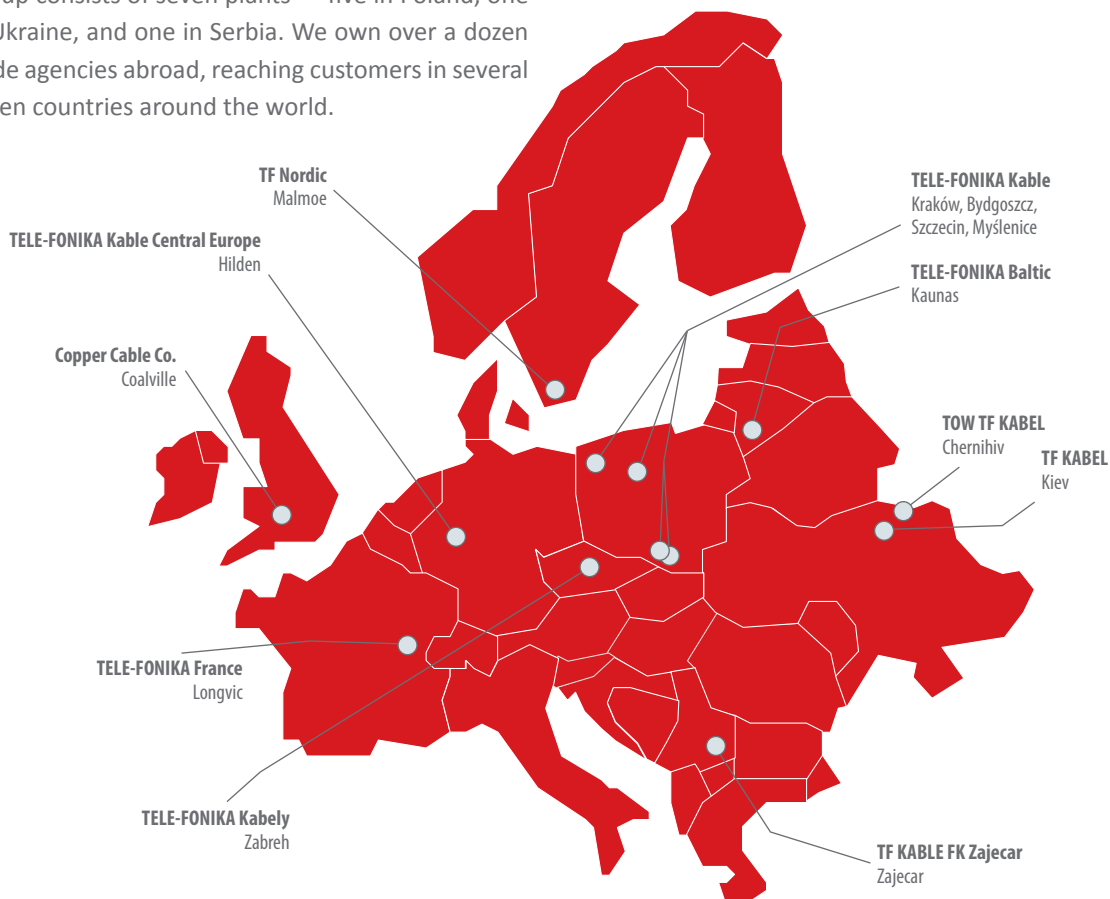 up consists of seven plants — five in Poland, one
Ukraine, and one in Serbia. We own over a dozen
de agencies abroad, reaching customers in several
en countries around the world.
TF Nordic
Malmoe
TELE-FONIKA Kable
Kraków, Bydgoszcz,
Szczecin, Myślenice
TELE-FONIKA Kable Central Europe
Hilden
TELE-FONIKA Baltic
Kaunas
Copper Cable Co.
Coalville
TOW TF KABEL
Chernihiv
TF KABEL
Kiev
TELE-FONIKA France
Longvic
TELE-FONIKA Kabely
Zabreh
TF KABLE FK Zajecar
Zajecar